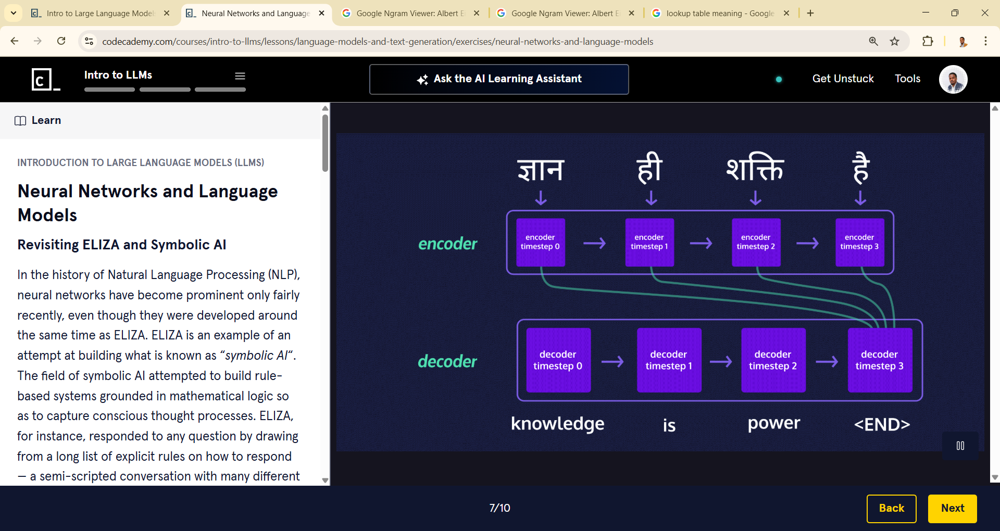 Intro to Large Language Models
Neural Networks and Language
Google Ngram Viewer: Albert Ei
Google Ngram Viewer: Albert Ei
lookup table meaning - Google
codecademy.com/courses/intro-to-llms/lessons/language-models-and-text-generation/exercises/neural-networks-and-language-models
c_
Intro to LLMs
Ask the AI Learning Assistant
Get Unstuck
Tools
Learn
INTRODUCTION TO LARGE LANGUAGE MODELS (LLMS)
Neural Networks and Language
Models
Revisiting ELIZA and Symbolic AI
In the history of Natural Language Processing (NLP),
neural networks have become prominent only fairly
recently, even though they were developed around
the same time as ELIZA. ELIZA is an example of an
attempt at building what is known as “symbolic AI“.
The field of symbolic AI attempted to build rule-
based systems grounded in mathematical logic so
as to capture conscious thought processes. ELIZA,
for instance, responded to any question by drawing
from a long list of explicit rules on how to respond
— a semi-scripted conversation with many different
ज्ञान ही शक्ति है
encoder
encoder
timestep 0
encoder
timestep 1
encoder
timestep 2
encoder
timestep 3
decoder
decoder
timestep 0
decoder
timestep 1
decoder
timestep 2
decoder
timestep 3
knowledge is power <END>
7/10
Back
Next